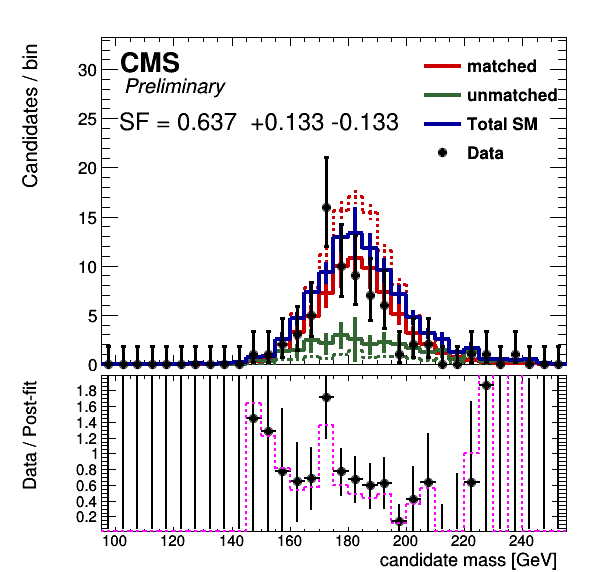 CMS
Preliminary
SF = 0.637 +0.133 -0.133
matched
unmatched
Total SM
Data
Candidates / bin
30
25
20
15
10
5
0
Data / Post-fit
1.8
1.6
1.4
1.2
1
0.8
0.6
0.4
0.2
100 120 140 160 180 200 220 240
candidate mass [GeV]